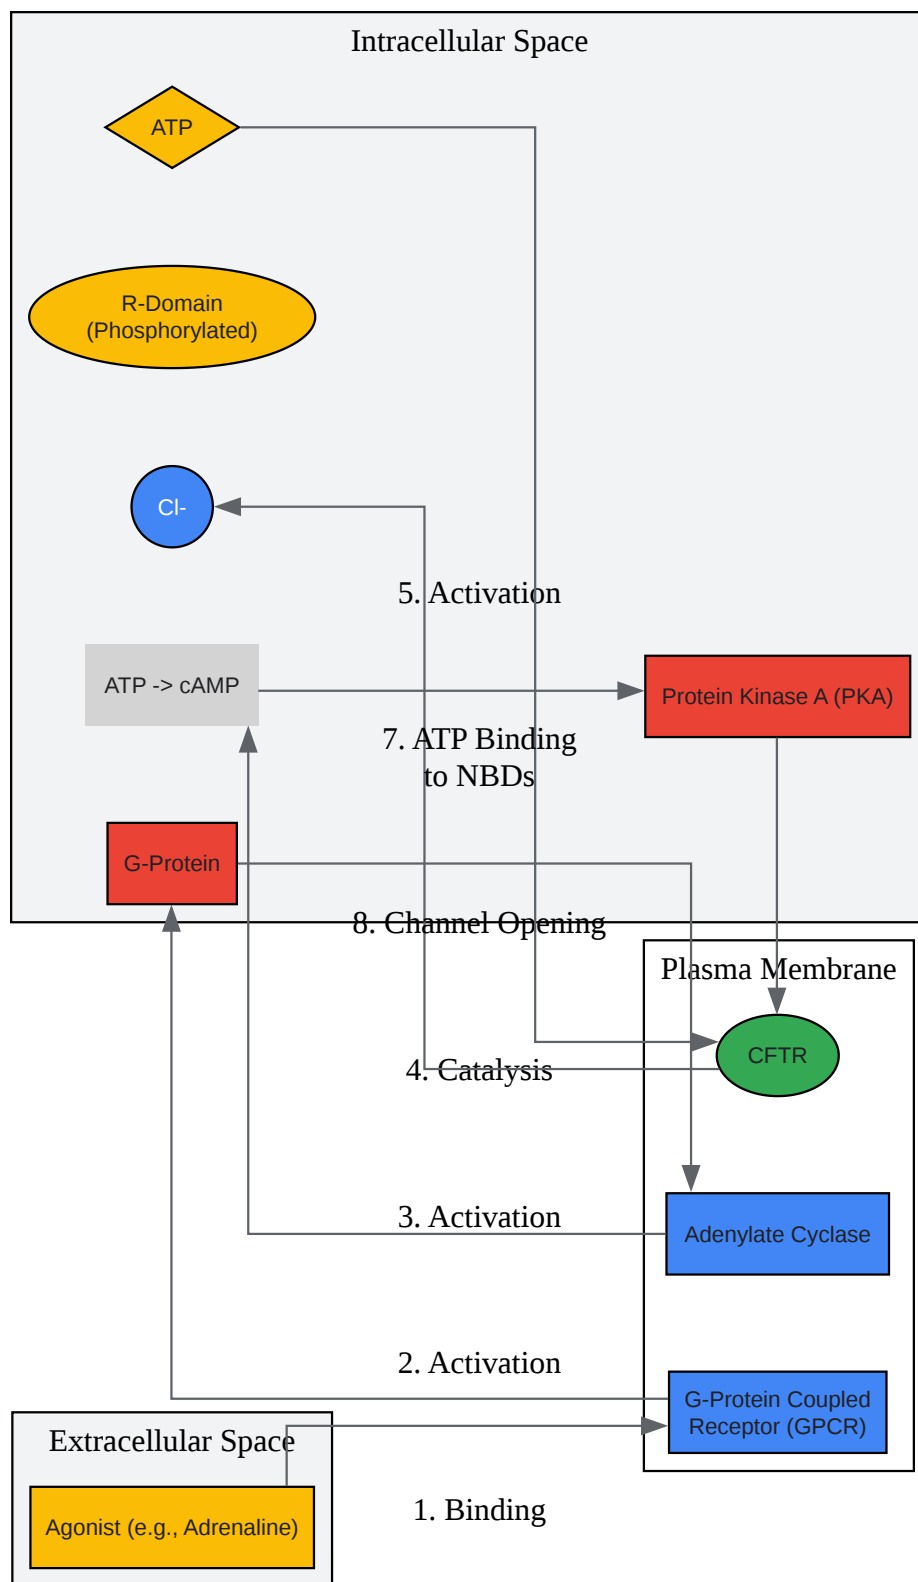 Intracellular Space
ATP
R-Domain
(Phosphorylated)
Cl-
5. Activation
ATP -> cAMP
Protein Kinase A (PKA)
7. ATP Binding
to NBDs
G-Protein
8. Channel Opening
Plasma Membrane
CFTR
4. Catalysis
3. Activation
Adenylate Cyclase
2. Activation
G-Protein Coupled
Receptor (GPCR)
Extracellular Space
1. Binding
Agonist (e.g., Adrenaline)